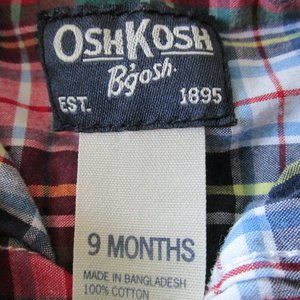 OSHKOSH
B'gosh.
EST. 1895
9 MONTHS
MADE IN BANGLADESH
100% COTTON